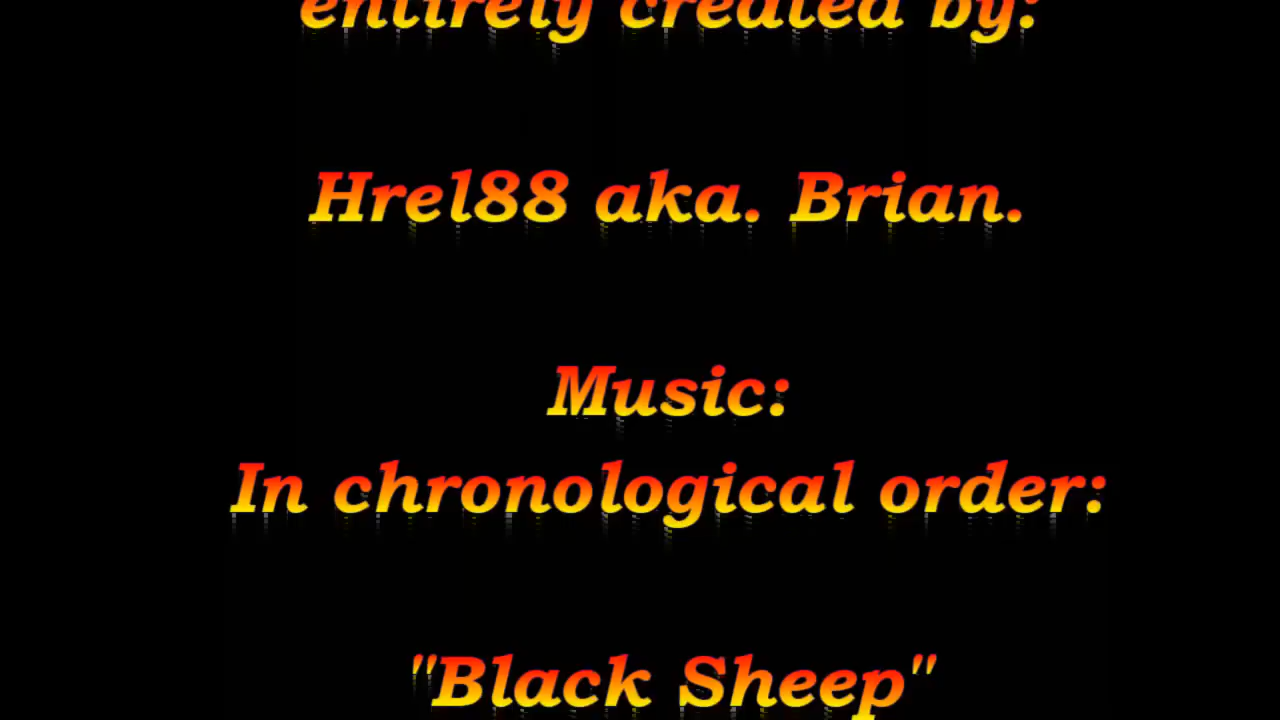 entirely created by:
Hrel88 aka. Brian.
Music:
In chronological order:
"Black Sheep"